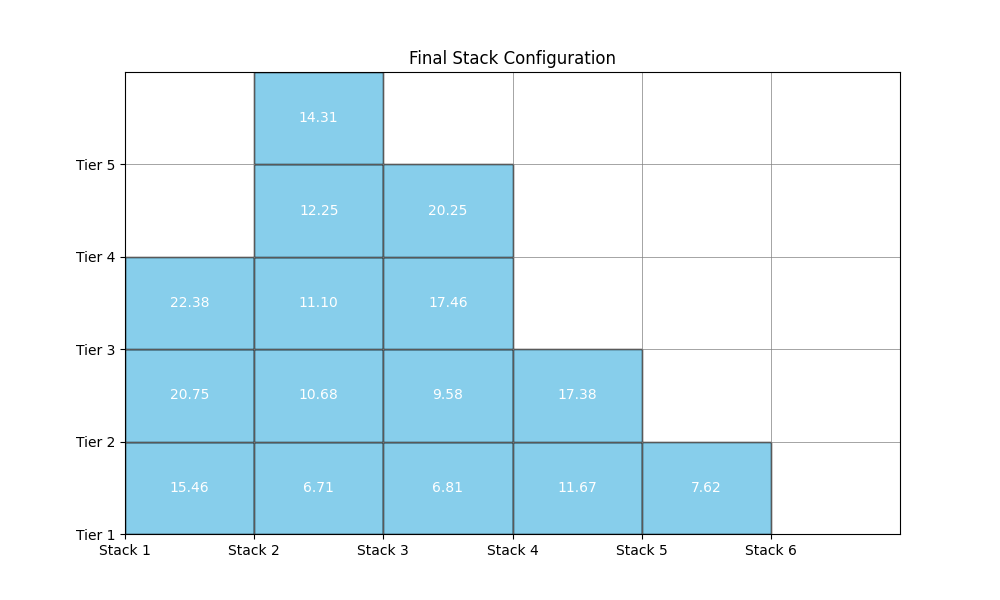 Final Stack Configuration
14.31
Tier 5
12.25 20.25
Tier 4
22.38 11.10 17.46
Tier 3
20.75 10.68 9.58 17.38
Tier 2
15.46 6.71 6.81 11.67 7.62
Tier 1
Stack 1 Stack 2 Stack 3 Stack 4 Stack 5 Stack 6